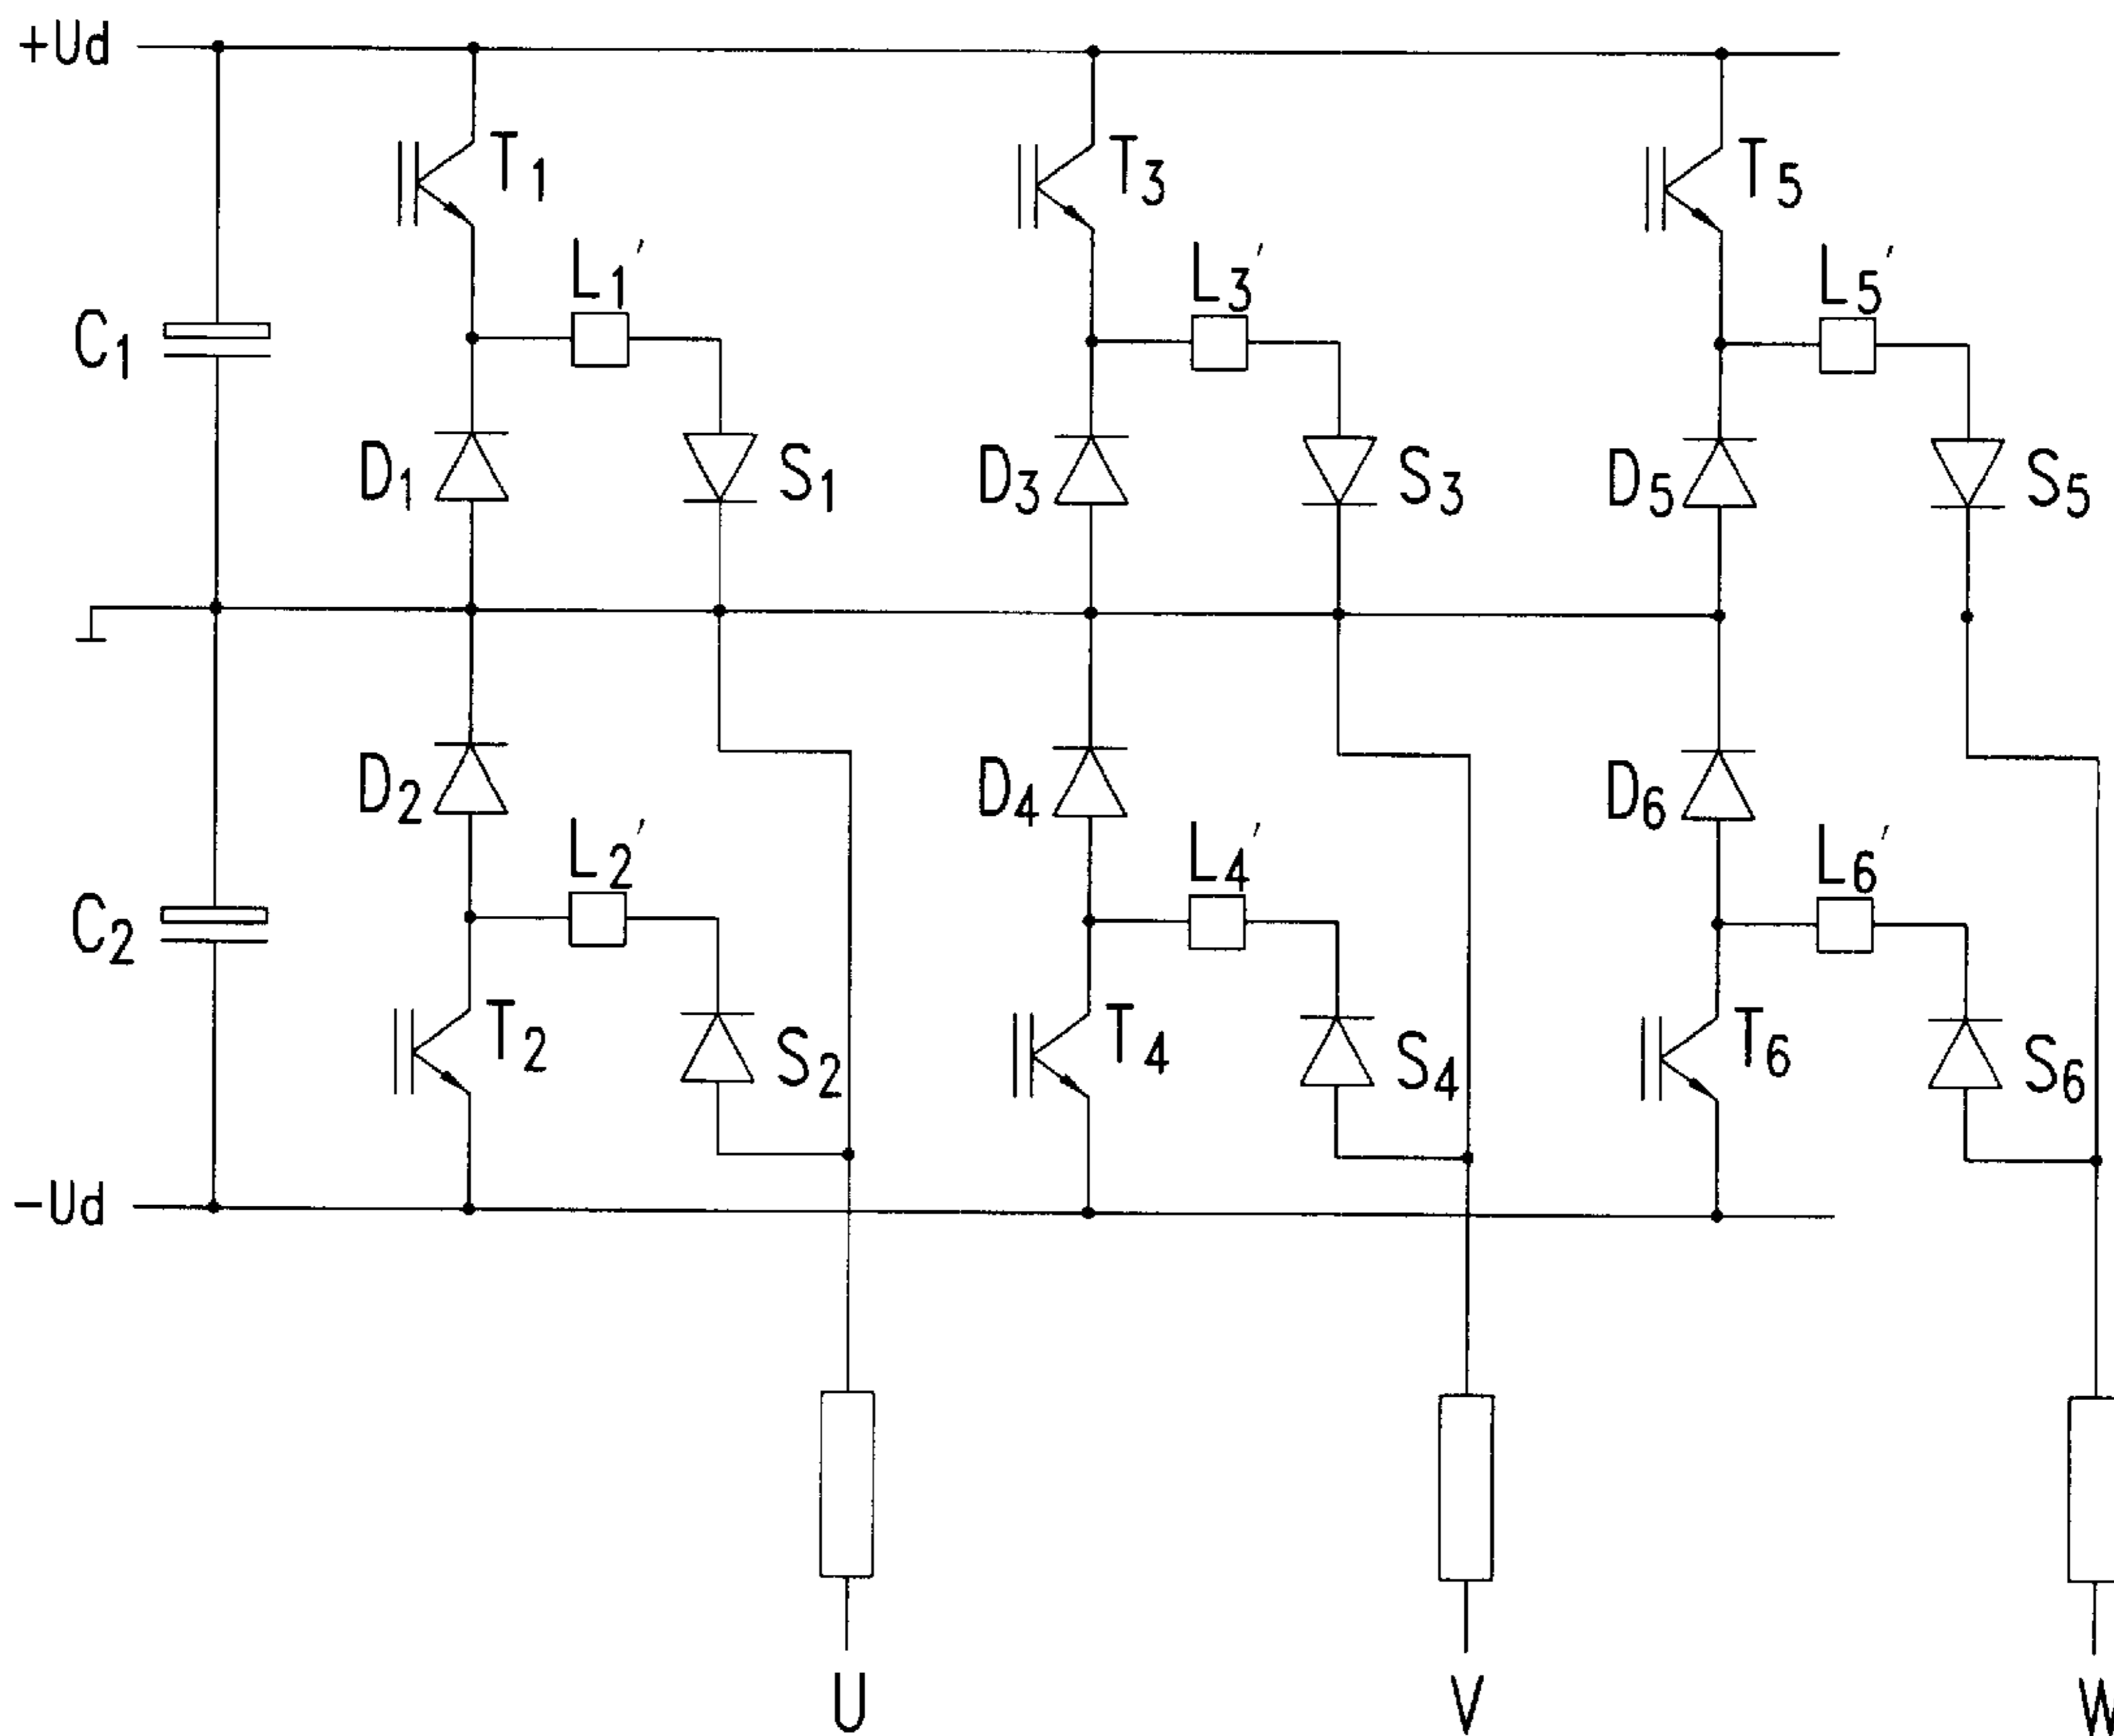 +Ud
T1 T3 T5
L1' L3' L5'
C1
D1 S1 D3 S3 D5 S5
D2 D4 D6
L2' L4' L6'
C2
T2 S2 T4 S4 T6 S6
-Ud
U V W